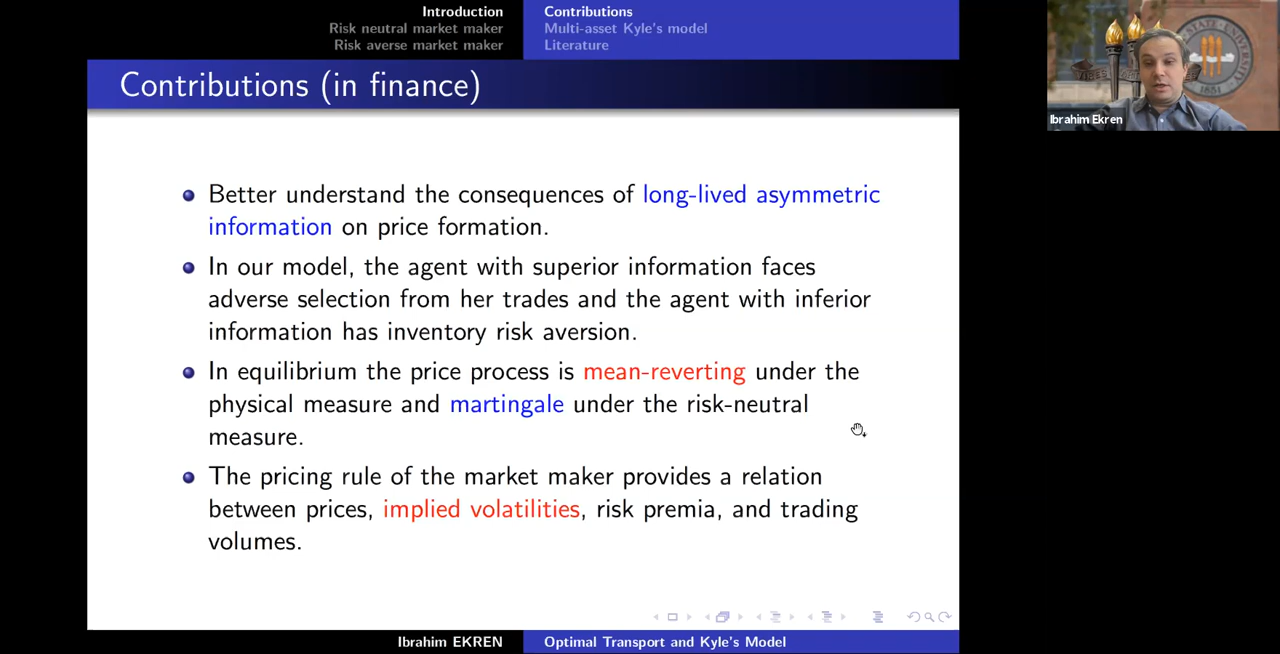 Introduction
Risk neutral market maker
Risk averse market maker
Contributions
Multi-asset Kyle's model
Literature
Contributions (in finance)
Better understand the consequences of long-lived asymmetric
information on price formation.
In our model, the agent with superior information faces
adverse selection from her trades and the agent with inferior
information has inventory risk aversion.
In equilibrium the price process is mean-reverting under the
physical measure and martingale under the risk-neutral
measure.
The pricing rule of the market maker provides a relation
between prices, implied volatilities, risk premia, and trading
volumes.
Ibrahim EKREN
Optimal Transport and Kyle's Model
Ibrahim Ekren
1851